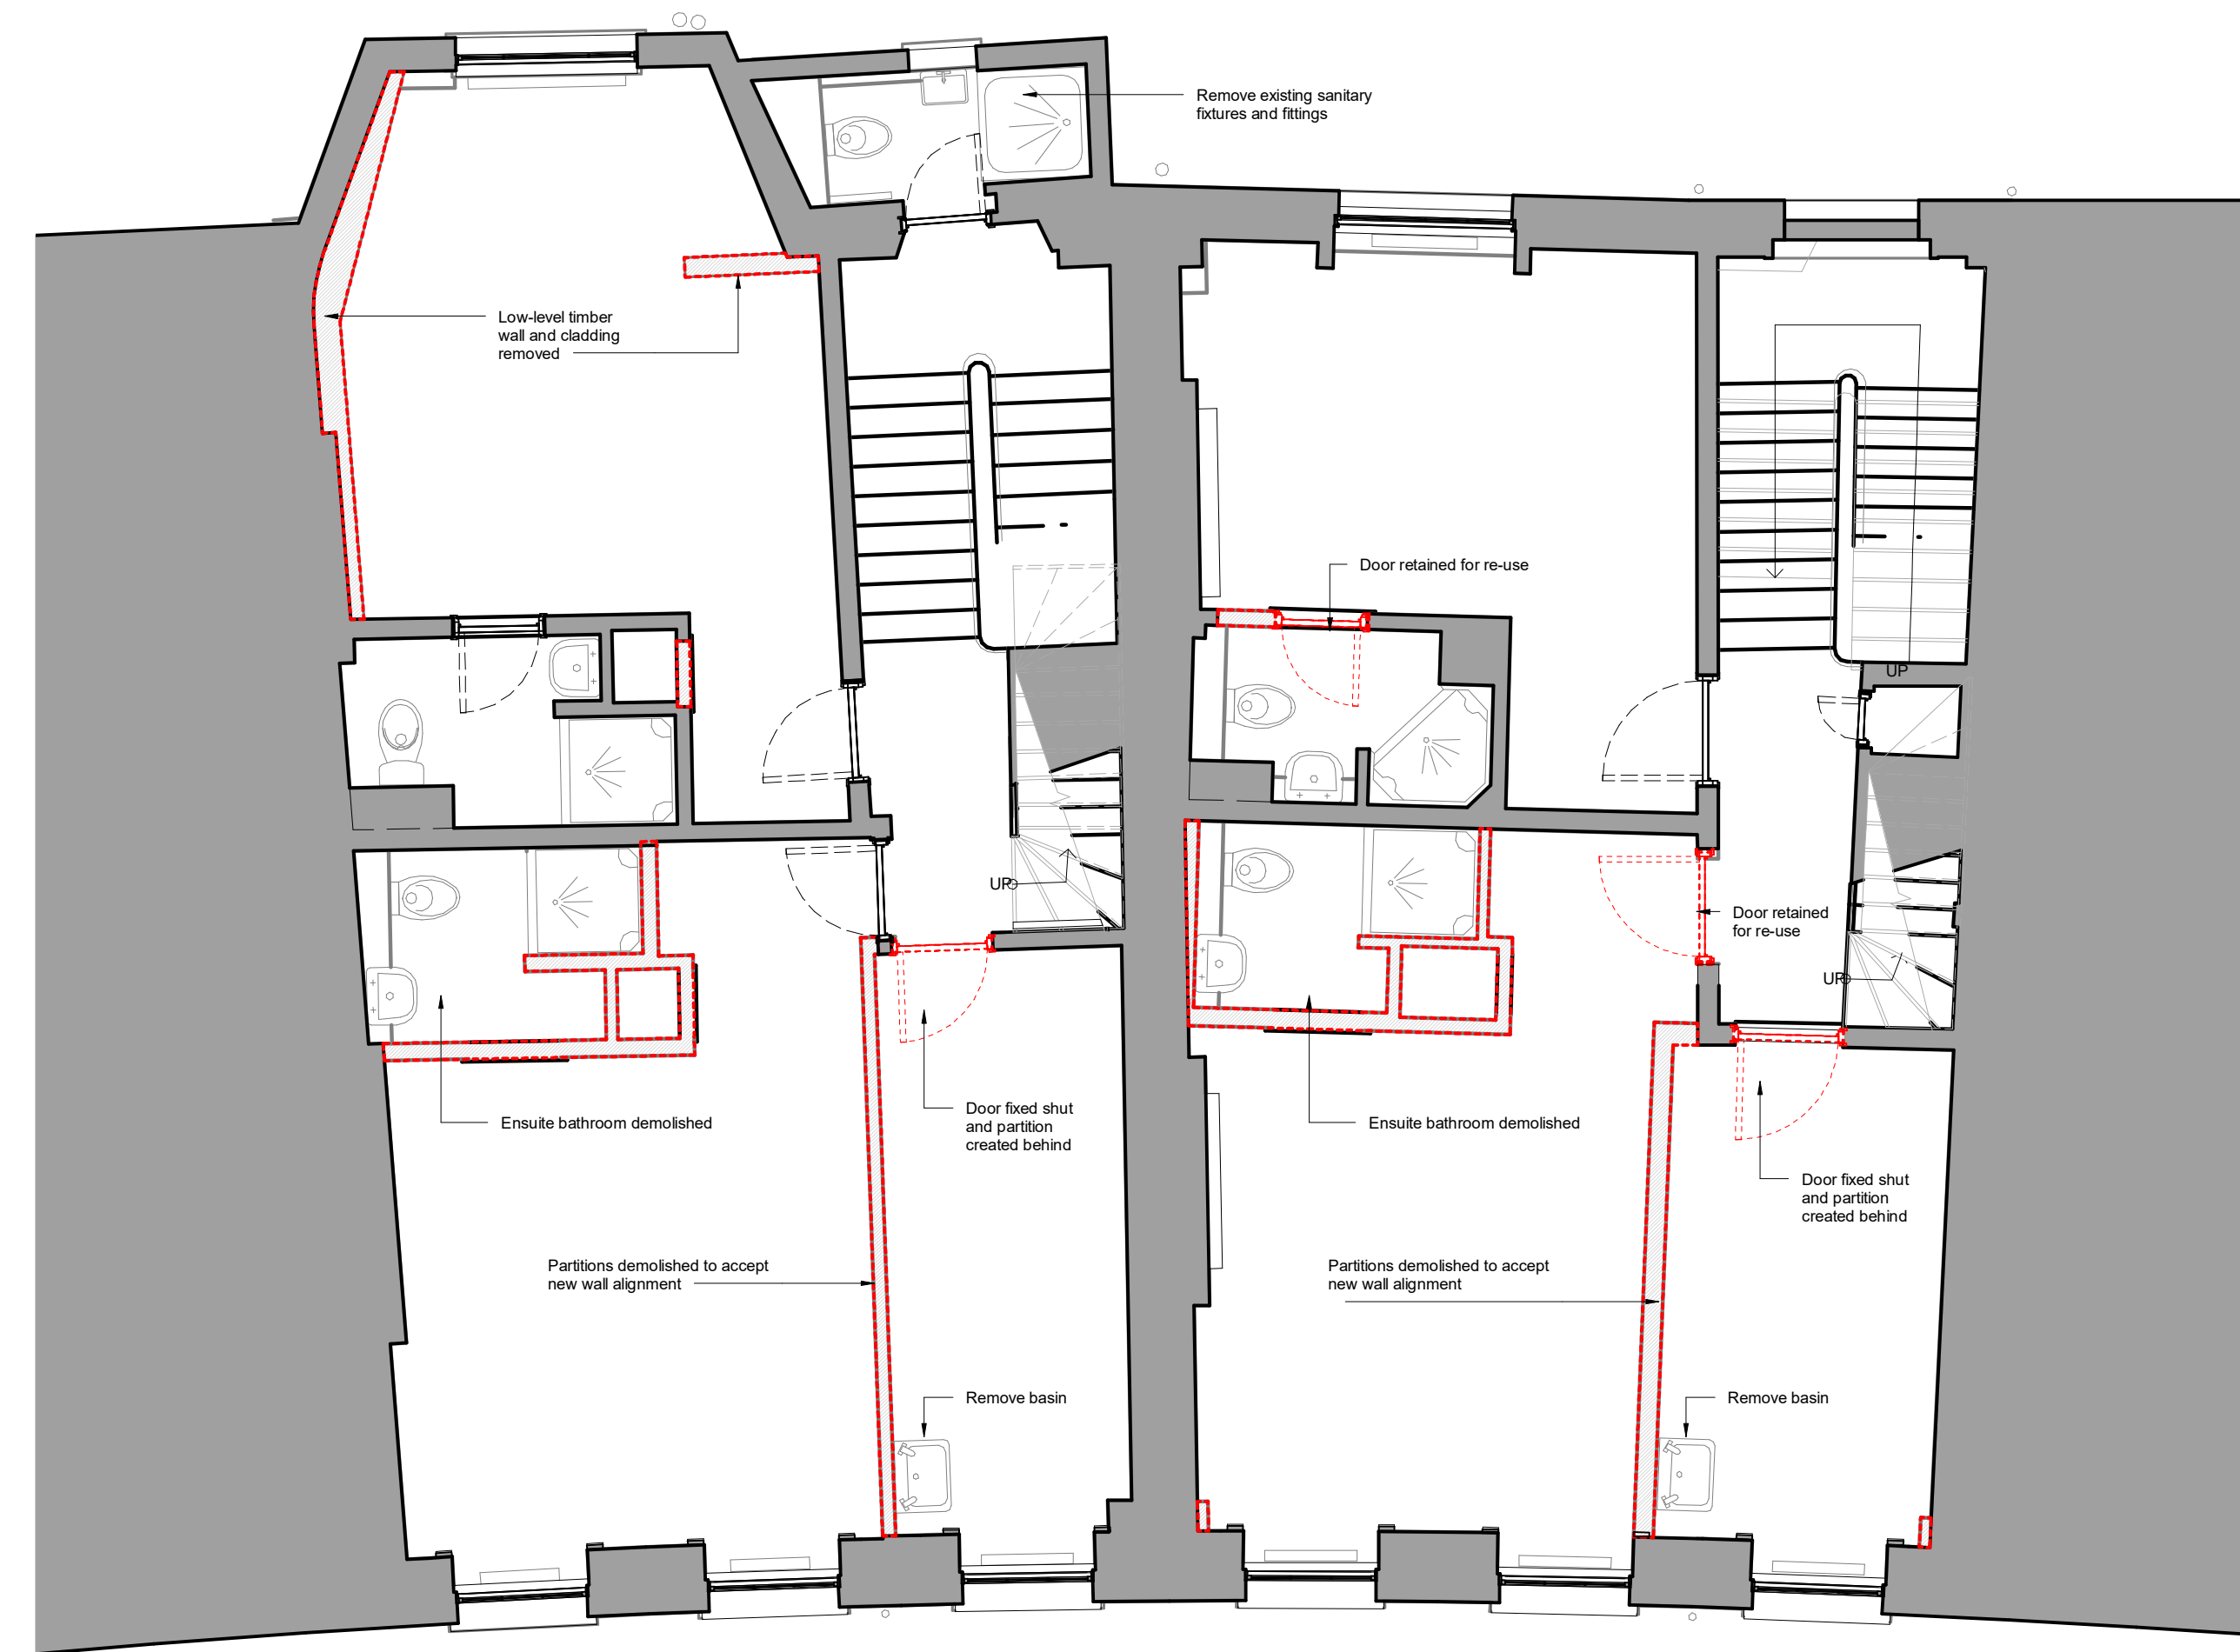 Remove existing sanitary
fixtures and fittings
Low-level timber
wall and cladding
removed
Door retained for re-use
UP
UP
Door retained
for re-use
UP
Ensuite bathroom demolished
Door fixed shut
and partition
created behind
Ensuite bathroom demolished
Door fixed shut
and partition
created behind
Partitions demolished to accept
new wall alignment
Partitions demolished to accept
new wall alignment
Remove basin
Remove basin